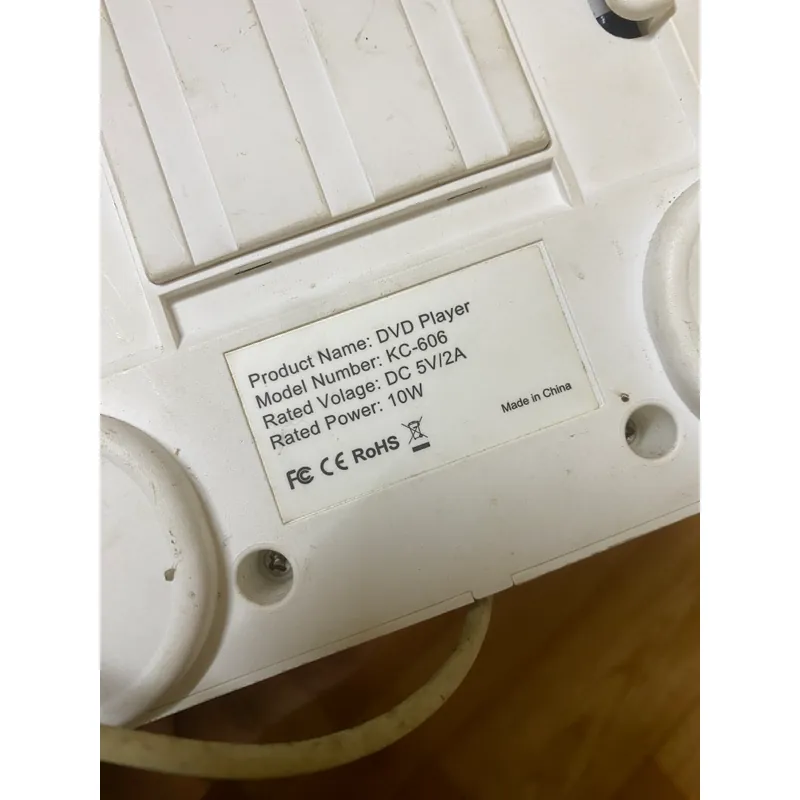 Product Name: DVD Player
Model Number: KC-606
Rated Volage: DC 5V/2A
Rated Power: 10W
Made in China
FC CE RoHS